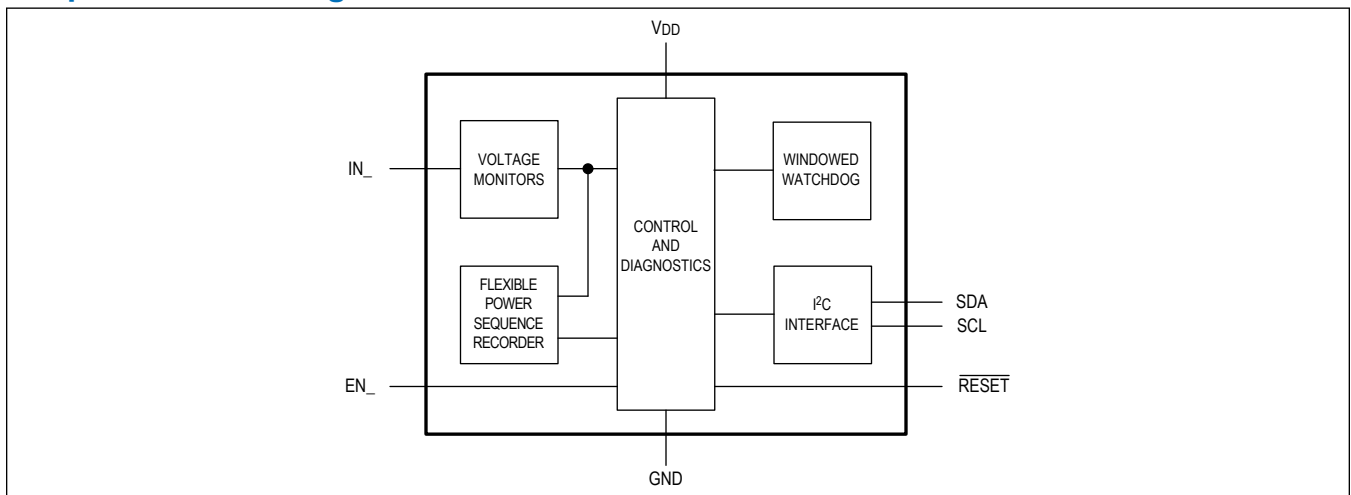 VDD
IN_
VOLTAGE
MONITORS
WINDOWED
WATCHDOG
CONTROL
AND
DIAGNOSTICS
FLEXIBLE
POWER
SEQUENCE
RECORDER
I²C
INTERFACE
SDA
SCL
EN_
RESET
GND